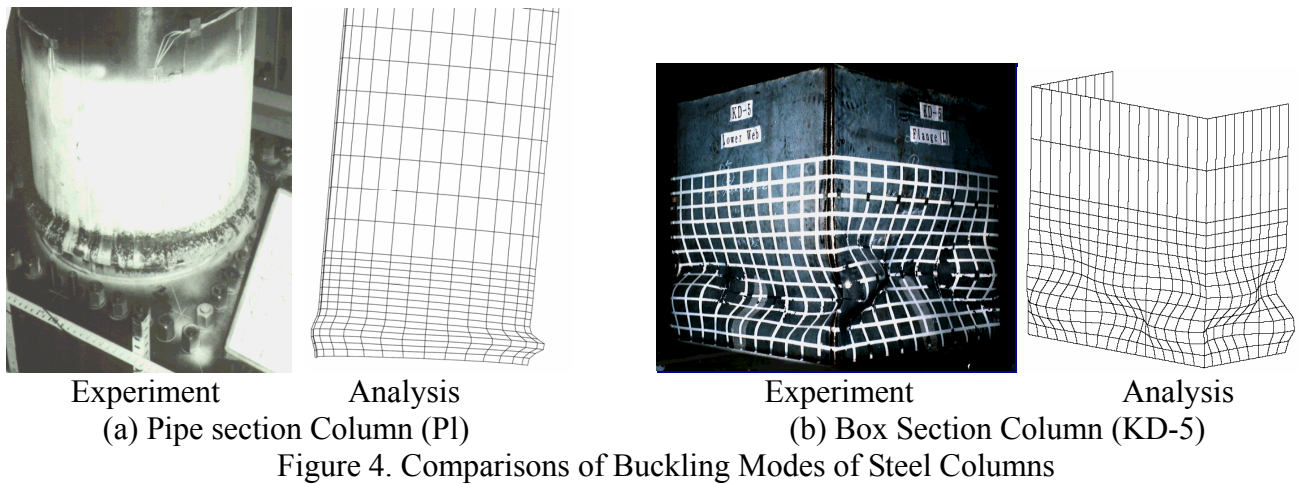 KD-5
Lower Web
KD-5
Flange(L)
Experiment Analysis
Experiment Analysis
(a) Pipe section Column (Pl)
(b) Box Section Column (KD-5)
Figure 4. Comparisons of Buckling Modes of Steel Columns